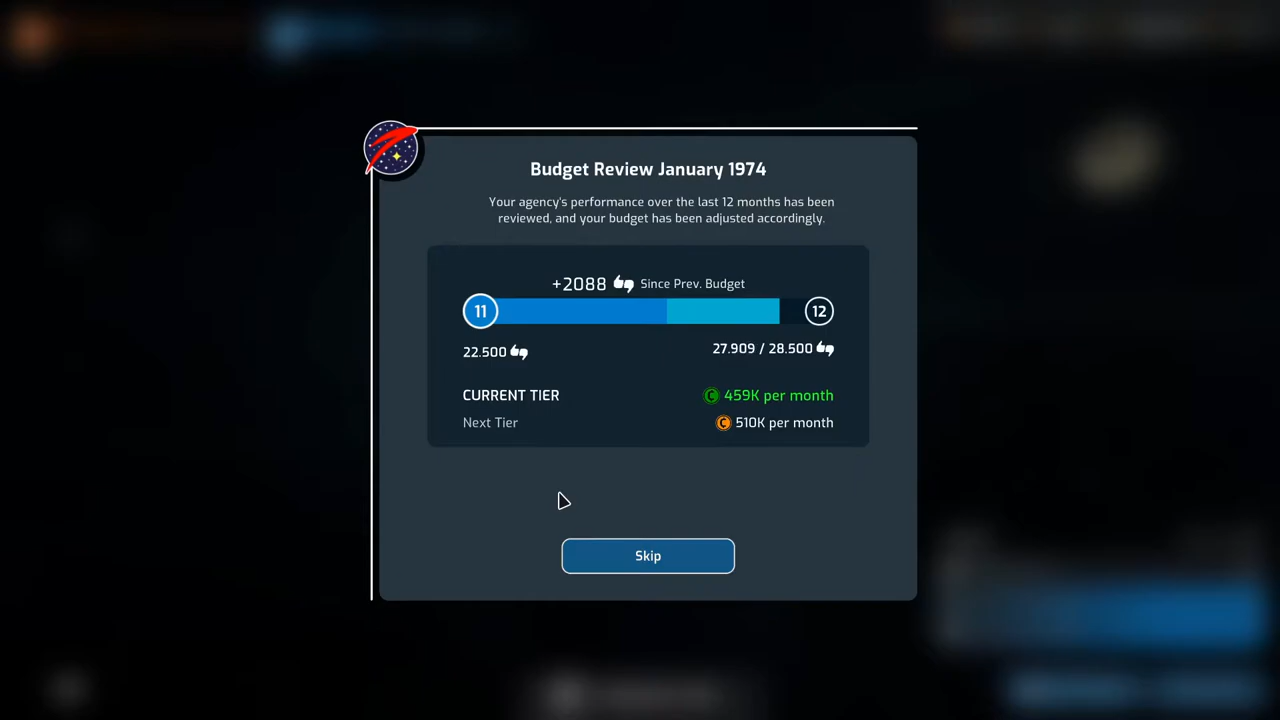 Budget Review January 1974
Your agency's performance over the last 12 months has been
reviewed, and your budget has been adjusted accordingly.
+2088 Since Prev. Budget
11
12
22.500
27.909 / 28.500
CURRENT TIER
459K per month
Next Tier
510K per month
Skip